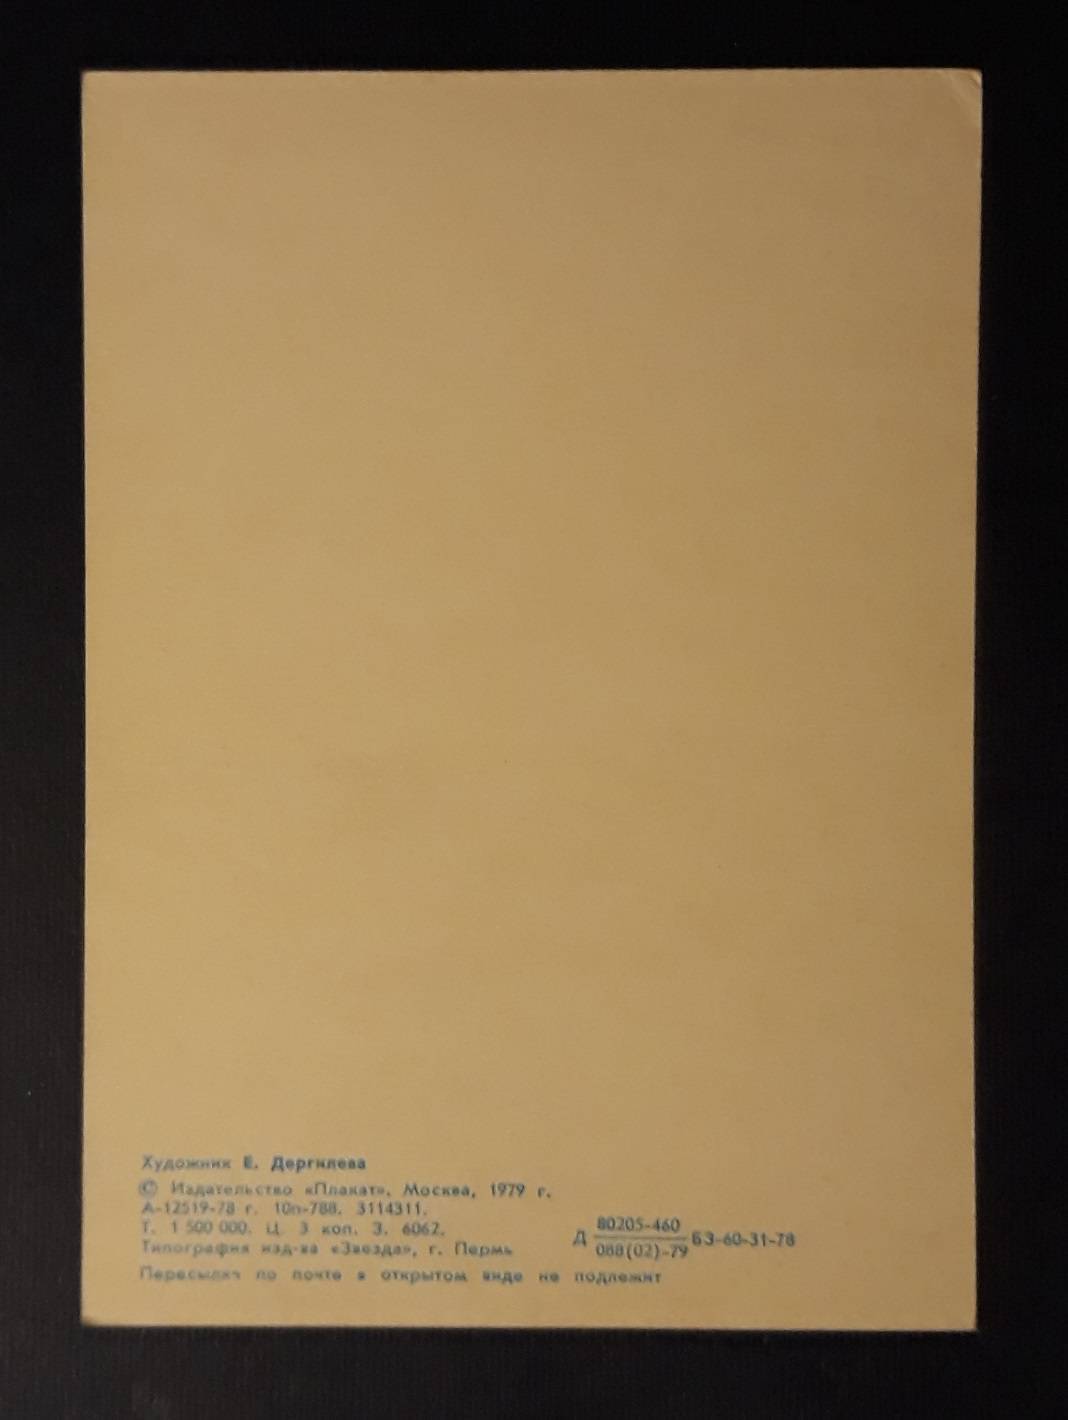 Художник Е. Дергилева
© Издательство «Плакат», Москва, 1979 г.
А-12519-78 г. 10п-788. 3114311.
Т. 1 500 000. Ц. 3 коп. З. 6062.
Типография изд-ва «Звезда», г. Пермь
Д 80205-460 БЗ-60-31-78
088(02)-79
Пересылке по почте в открытом виде не подлежит